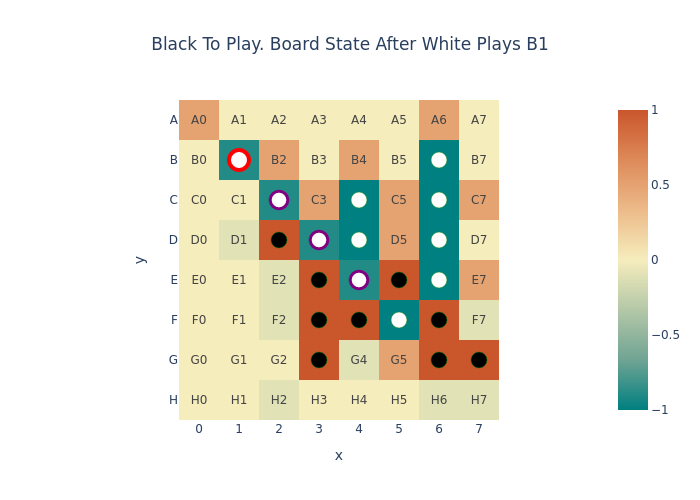 Black To Play. Board State After White Plays B1
A A0 A1 A2 A3 A4 A5 A6 A7
B B0 B2 B3 B4 B5 B7
C C0 C1 C3 C5 C7
D D0 D1 D5 D7
E E0 E1 E2 E7
F F0 F1 F2 F7
G G0 G1 G2 G4 G5
H H0 H1 H2 H3 H4 H5 H6 H7
0 1 2 3 4 5 6 7
x
y
1
0.5
0
−0.5
−1